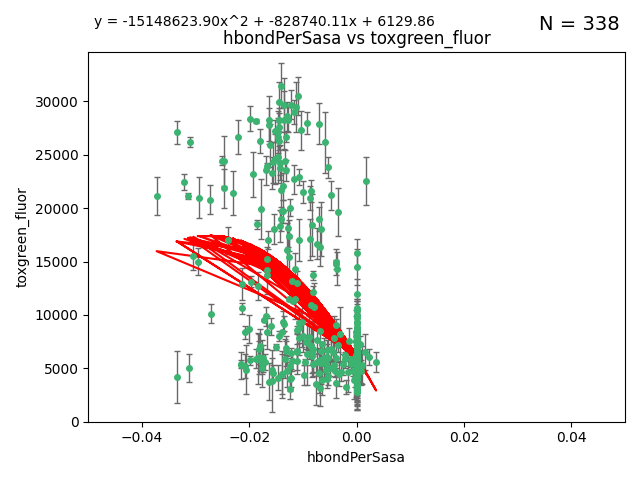 y = -15148623.90x^2 + -828740.11x + 6129.86
N = 338
hbondPerSasa vs toxgreen_fluor
toxgreen_fluor
30000
25000
20000
15000
10000
5000
0
-0.04 -0.02 0.00 0.02 0.04
hbondPerSasa